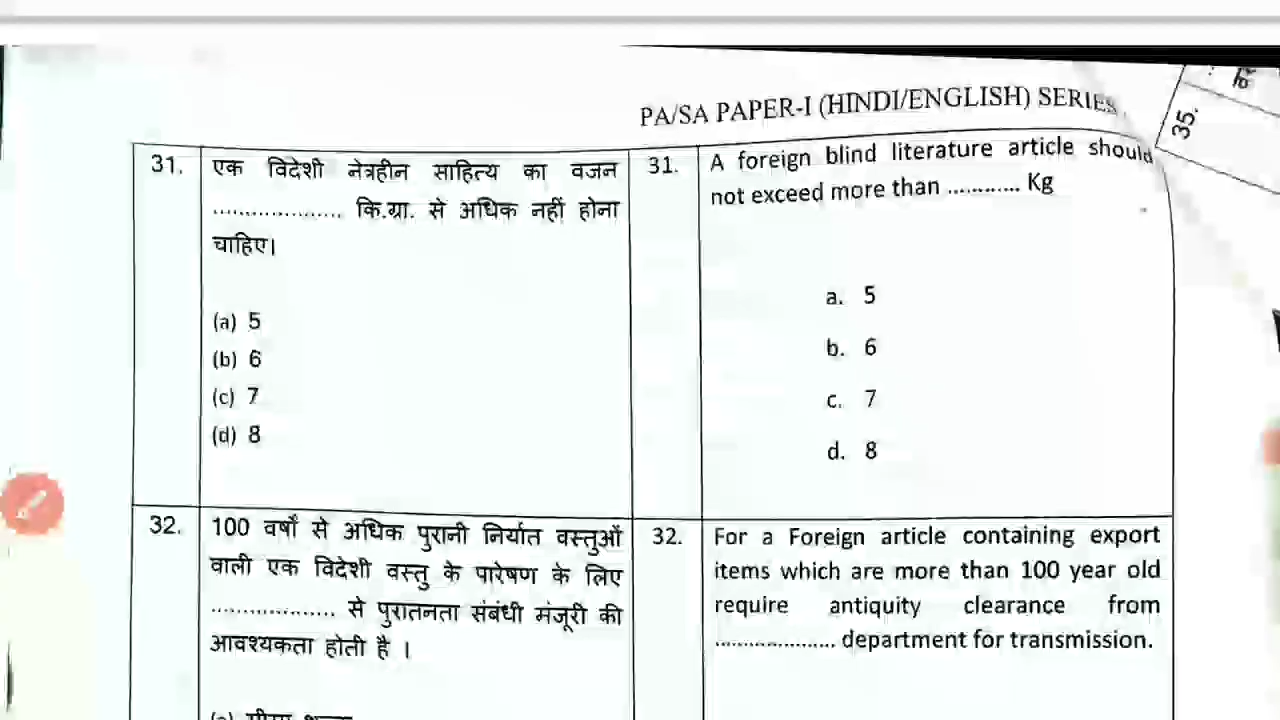 PA/SA PAPER-I (HINDI/ENGLISH) SERIES
35.
31.
एक विदेशी नेत्रहीन साहित्य का वजन
..................... कि.ग्रा. से अधिक नहीं होना
चाहिए।
(a) 5
(b) 6
(c) 7
(d) 8
31.
A foreign blind literature article should
not exceed more than ............ Kg
a. 5
b. 6
c. 7
d. 8
32.
100 वर्षों से अधिक पुरानी निर्यात वस्तुओं
वाली एक विदेशी वस्तु के पारेषण के लिए
.................... से पुरातनता संबंधी मंजूरी की
आवश्यकता होती है ।
32.
For a Foreign article containing export
items which are more than 100 year old
require antiquity clearance from
.................... department for transmission.